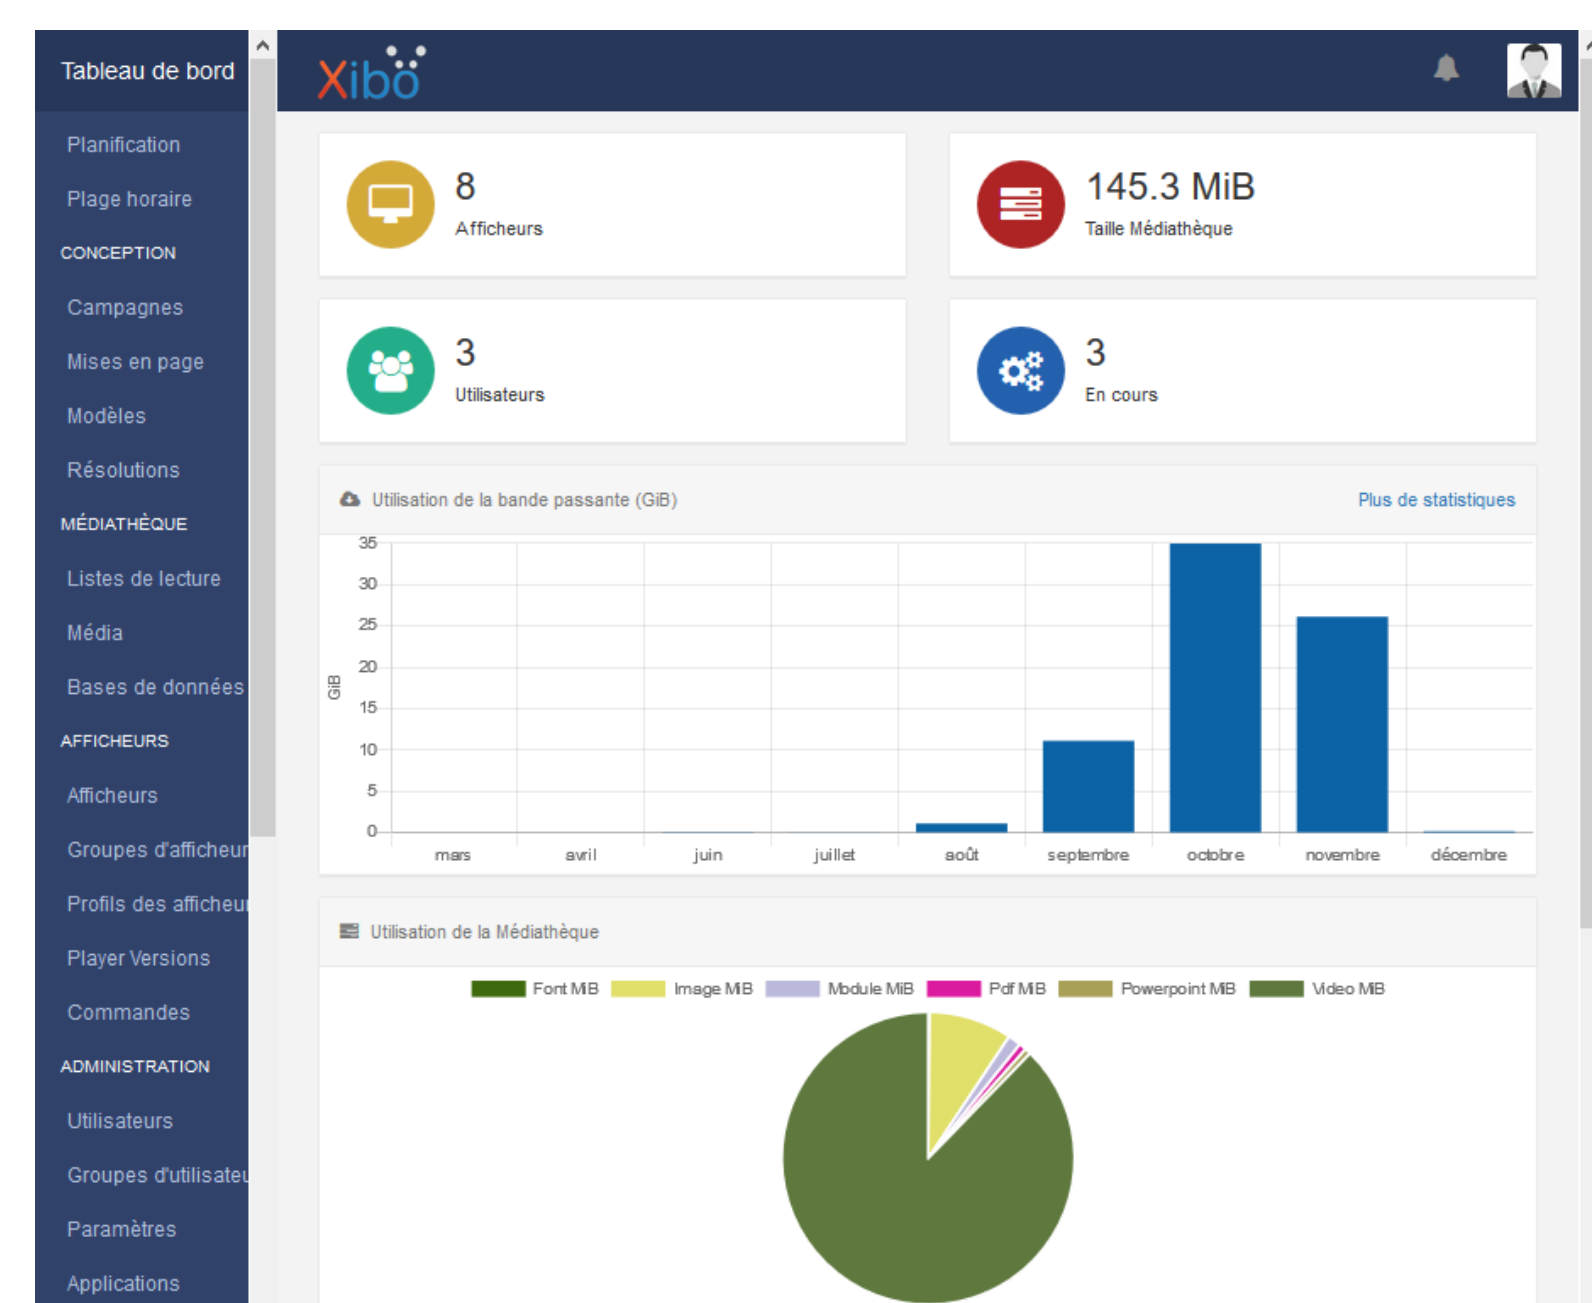 Tableau de bord
Planification
Plage horaire
CONCEPTION
Campagnes
Mises en page
Modèles
Résolutions
MÉDIATHÈQUE
Listes de lecture
Média
Bases de données
AFFICHEURS
Afficheurs
Groupes d'afficheur
Profils des afficheu
Player Versions
Commandes
ADMINISTRATION
Utilisateurs
Groupes d'utilisateu
Paramètres
Applications
Xibo
8
Afficheurs
145.3 MiB
Taille Médiathèque
3
Utilisateurs
3
En cours
Utilisation de la bande passante (GiB) Plus de statistiques
35
30
25
20
15
10
5
0
GiB
mars avril juin juillet août septembre octobre novembre décembre
Utilisation de la Médiathèque
Font MiB Image MiB Module MiB Pdf MiB Powerpoint MiB Video MiB